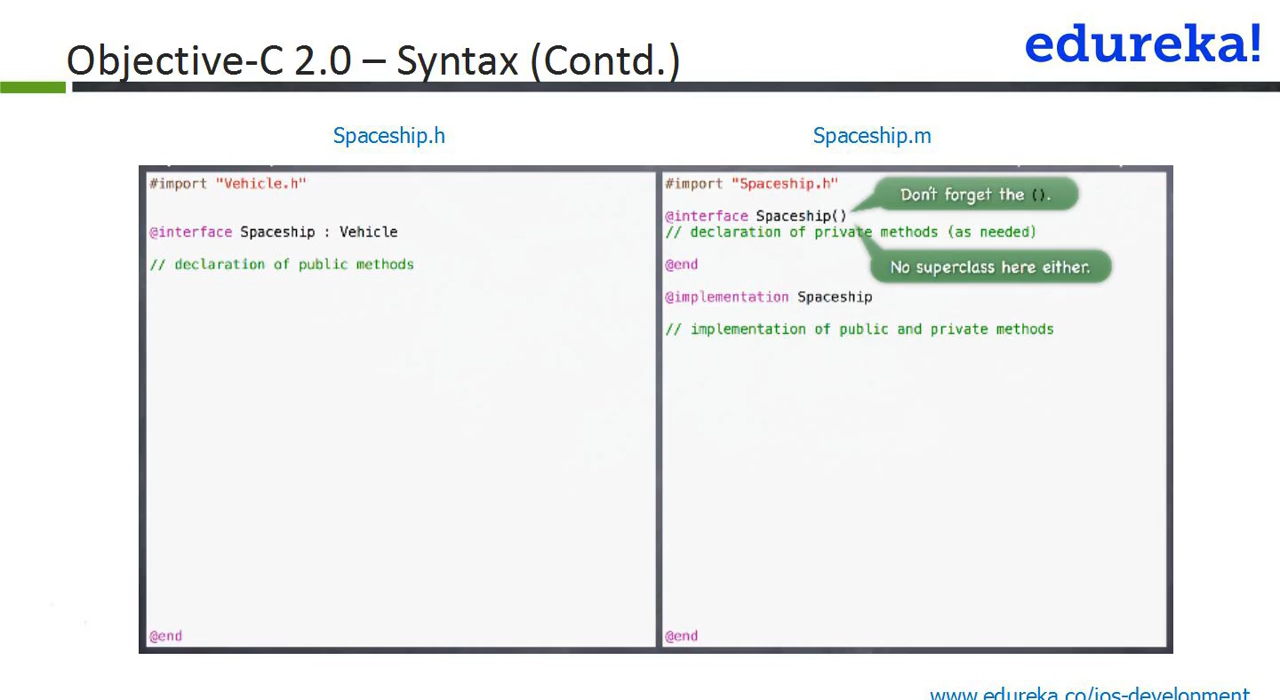 Objective-C 2.0 – Syntax (Contd.)
edureka!
Spaceship.h
#import "Vehicle.h"
@interface Spaceship : Vehicle
// declaration of public methods
@end
Spaceship.m
#import "Spaceship.h"
Don't forget the ().
@interface Spaceship()
// declaration of private methods (as needed)
@end
No superclass here either.
@implementation Spaceship
// implementation of public and private methods
@end
www.edureka.co/ios-development